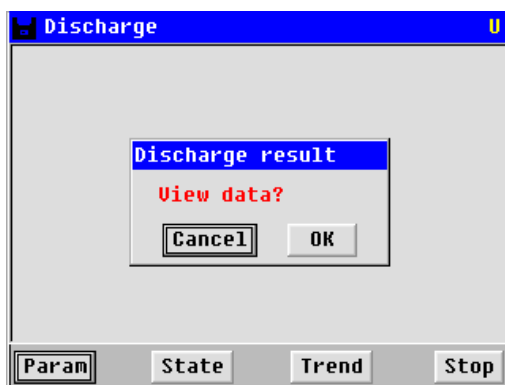 Discharge U
Discharge result
View data?
Cancel OK
Param State Trend Stop